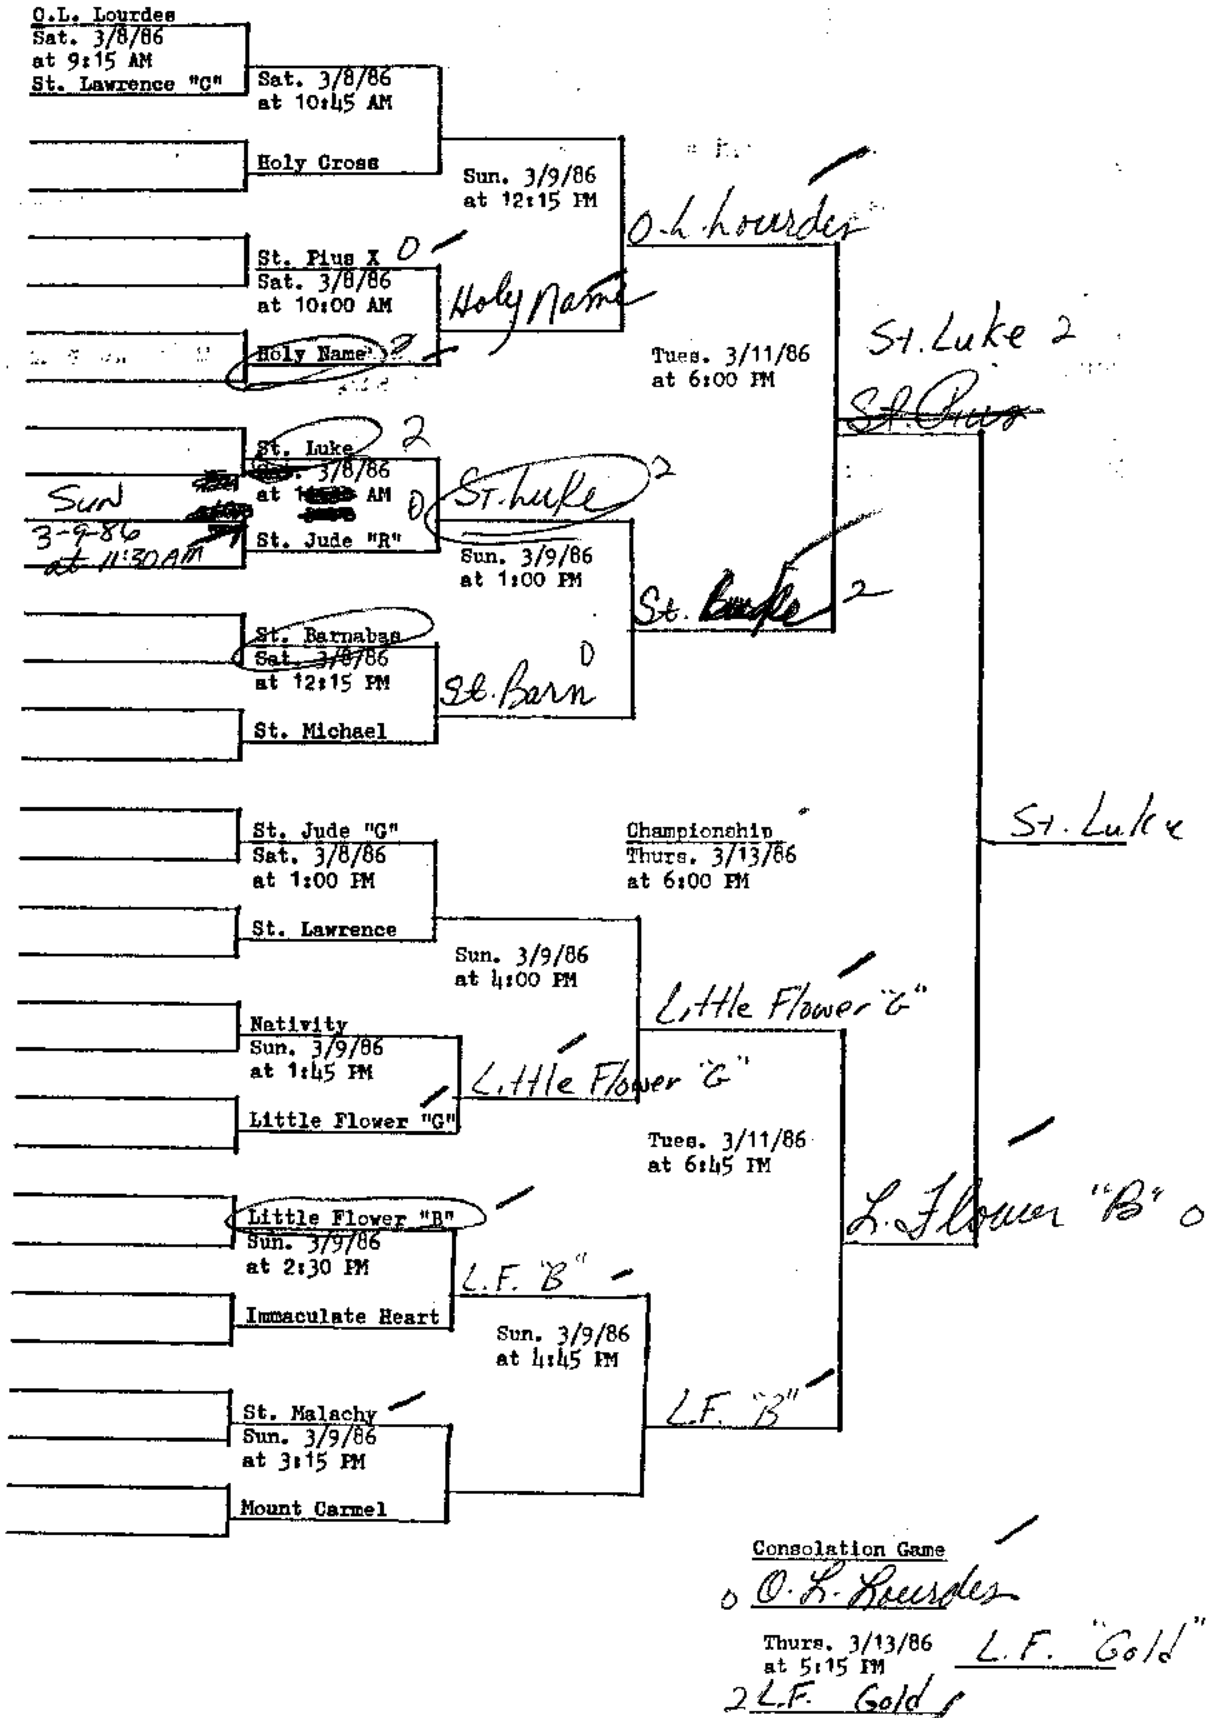 O.L. Lourdes
Sat. 3/8/86
at 9:15 AM
St. Lawrence "C"
Sat. 3/8/86
at 10:45 AM
Holy Cross
Sun. 3/9/86
at 12:15 PM
O.L. Lourdes
St. Pius X 0
Sat. 3/8/86
at 10:00 AM
Holy Name
Holy Name 2
Tues. 3/11/86
at 6:00 PM
St. Luke 2
St. Pius
St. Luke 2
3/8/86
at AM
SUN
3-9-86
at 11:30 AM
0
St. Jude "R"
St. Luke 2
Sun. 3/9/86
at 1:00 PM
St. 2
St. Barnabas
Sat. 3/8/86
at 12:15 PM
0
St. Barn
St. Michael
St. Jude "G"
Sat. 3/8/86
at 1:00 PM
St. Lawrence
Championship
Thurs. 3/13/86
at 6:00 PM
St. Luke
Sun. 3/9/86
at 4:00 PM
Little Flower "G"
Nativity
Sun. 3/9/86
at 1:45 PM
Little Flower "G"
Little Flower "G"
Tues. 3/11/86
at 6:45 PM
L. Flower "B" 0
Little Flower "B"
Sun. 3/9/86
at 2:30 PM
L.F. "B"
Immaculate Heart
Sun. 3/9/86
at 4:45 PM
L.F. "B"
St. Malachy
Sun. 3/9/86
at 3:15 PM
Mount Carmel
Consolation Game
0 O.L. Lourdes
Thurs. 3/13/86
at 5:15 PM
L.F. "Gold"
2 L.F. Gold